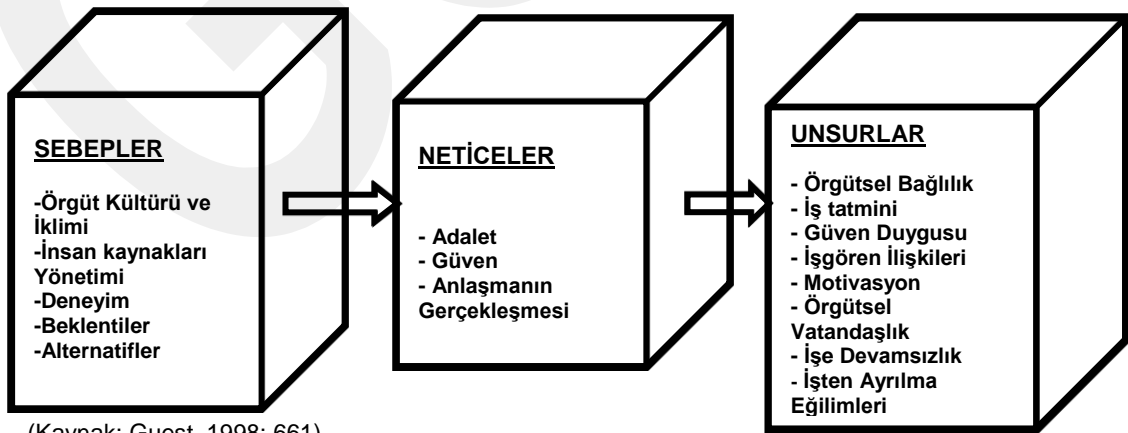 SEBEPLER
-Örgüt Kültürü ve
İklimi
-İnsan kaynakları
Yönetimi
-Deneyim
-Beklentiler
-Alternatifler
NETİCELER
- Adalet
- Güven
- Anlaşmanın
Gerçekleşmesi
UNSURLAR
- Örgütsel Bağlılık
- İş tatmini
- Güven Duygusu
- İşgören İlişkileri
- Motivasyon
- Örgütsel
Vatandaşlık
- İşe Devamsızlık
- İşten Ayrılma
Eğilimleri
(Kaynak: Guest, 1998: 661)